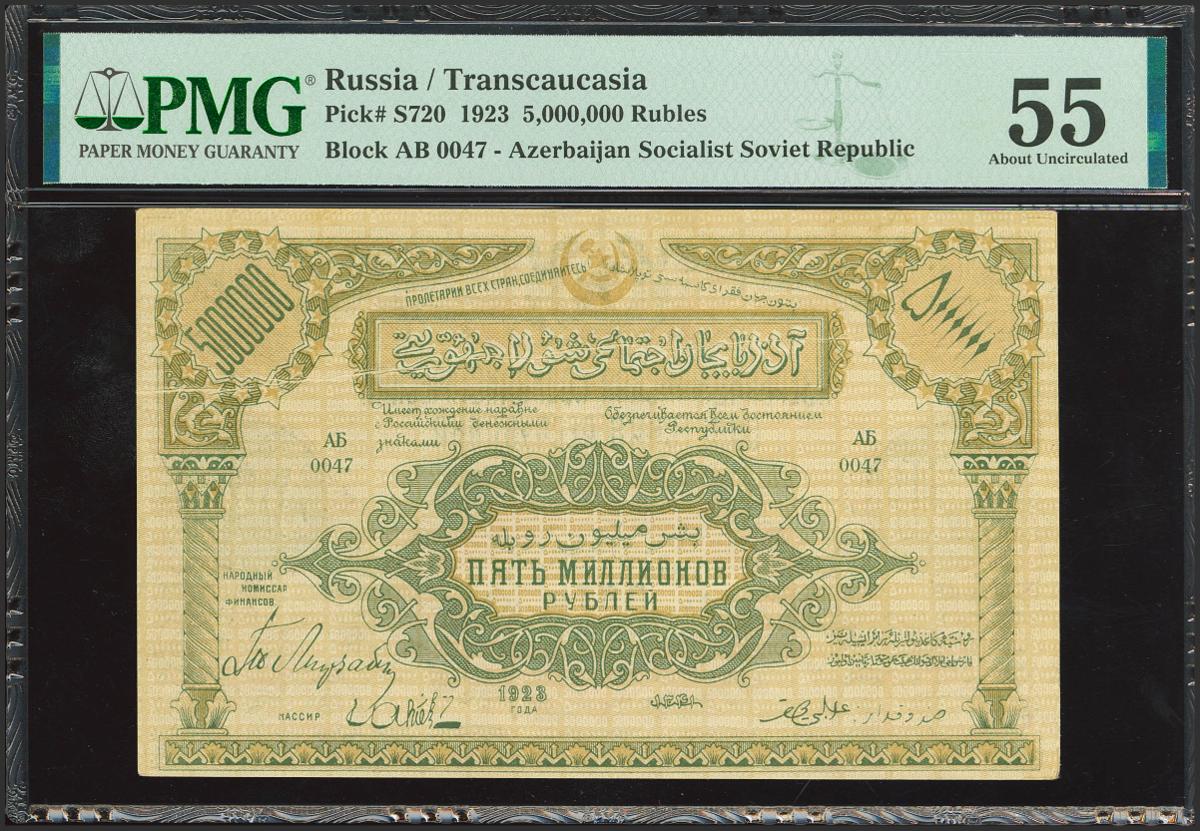 PMG®
PAPER MONEY GUARANTY
Russia / Transcaucasia
Pick# S720 1923 5,000,000 Rubles
Block AB 0047 - Azerbaijan Socialist Soviet Republic
55
About Uncirculated
5000000
۵۰۰۰۰۰۰
ПРОЛЕТАРИИ ВСЕХ СТРАН, СОЕДИНЯЙТЕСЬ
Имеет хождение наравне
с Российскими денежными
знаками
Обезпечивается всем достоянием
Республики
АБ
0047
АБ
0047
بش میلیون روبله
ПЯТЬ МИЛЛИОНОВ
РУБЛЕЙ
НАРОДНЫЙ
КОМИССАР
ФИНАНСОВ
1923
ГОДА
КАССИР
صندوقدار: